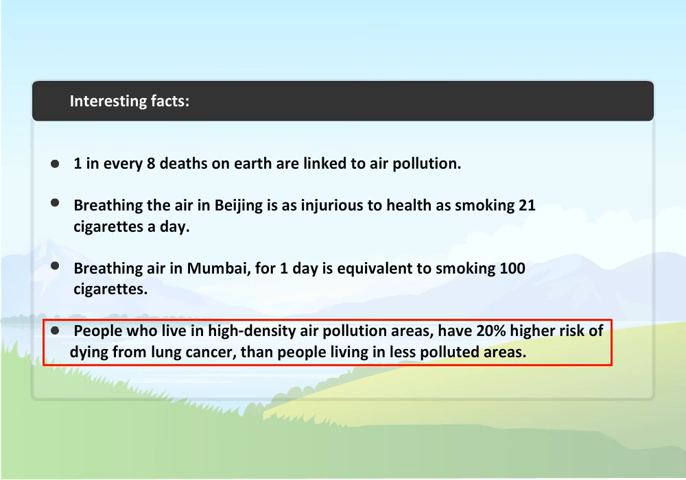 Interesting facts:
● 1 in every 8 deaths on earth are linked to air pollution.
● Breathing the air in Beijing is as injurious to health as smoking 21
cigarettes a day.
● Breathing air in Mumbai, for 1 day is equivalent to smoking 100
cigarettes.
● People who live in high-density air pollution areas, have 20% higher risk of
dying from lung cancer, than people living in less polluted areas.